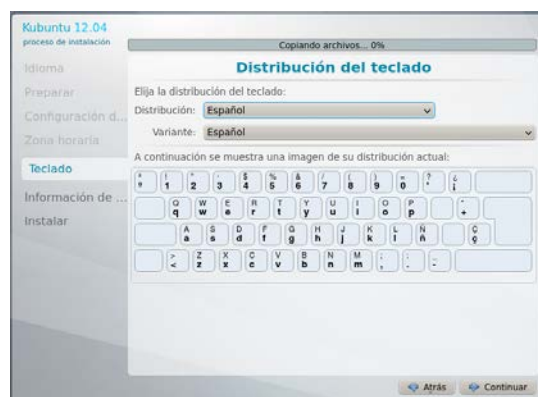 Kubuntu 12.04
proceso de instalación
Copiando archivos... 0%
Idioma
Preparar
Configuración d...
Zona horaria
Teclado
Información de ...
Instalar
Distribución del teclado
Elija la distribución del teclado:
Distribución: Español
Variante: Español
A continuación se muestra una imagen de su distribución actual:
1 2 3 $ 4 % 5 & 6 / 7 ( 8 ) 9 = 0 ? ' ¿ ¡
Q q W w E e R r T t Y y U u I i O o P p
A a S s D d F f G g H h J j K k L l Ñ ñ Ç ç
> < Z z X x C c V v B b N n M m ; , : . _ -
Atrás Continuar